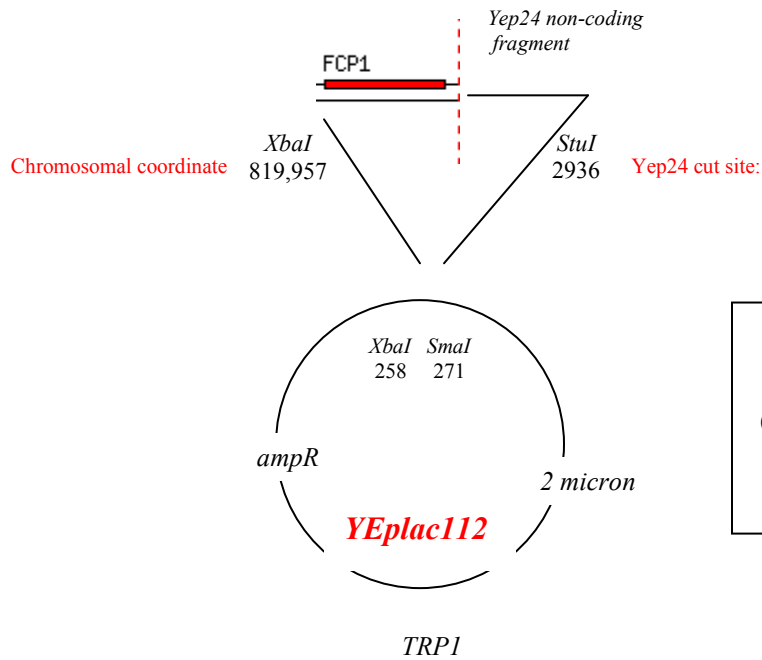 Yep24 non-coding
fragment
FCP1
XbaI
StuI
Chromosomal coordinate 819,957
2936 Yep24 cut site:
XbaI SmaI
258 271
ampR
2 micron
YEplac112
TRP1